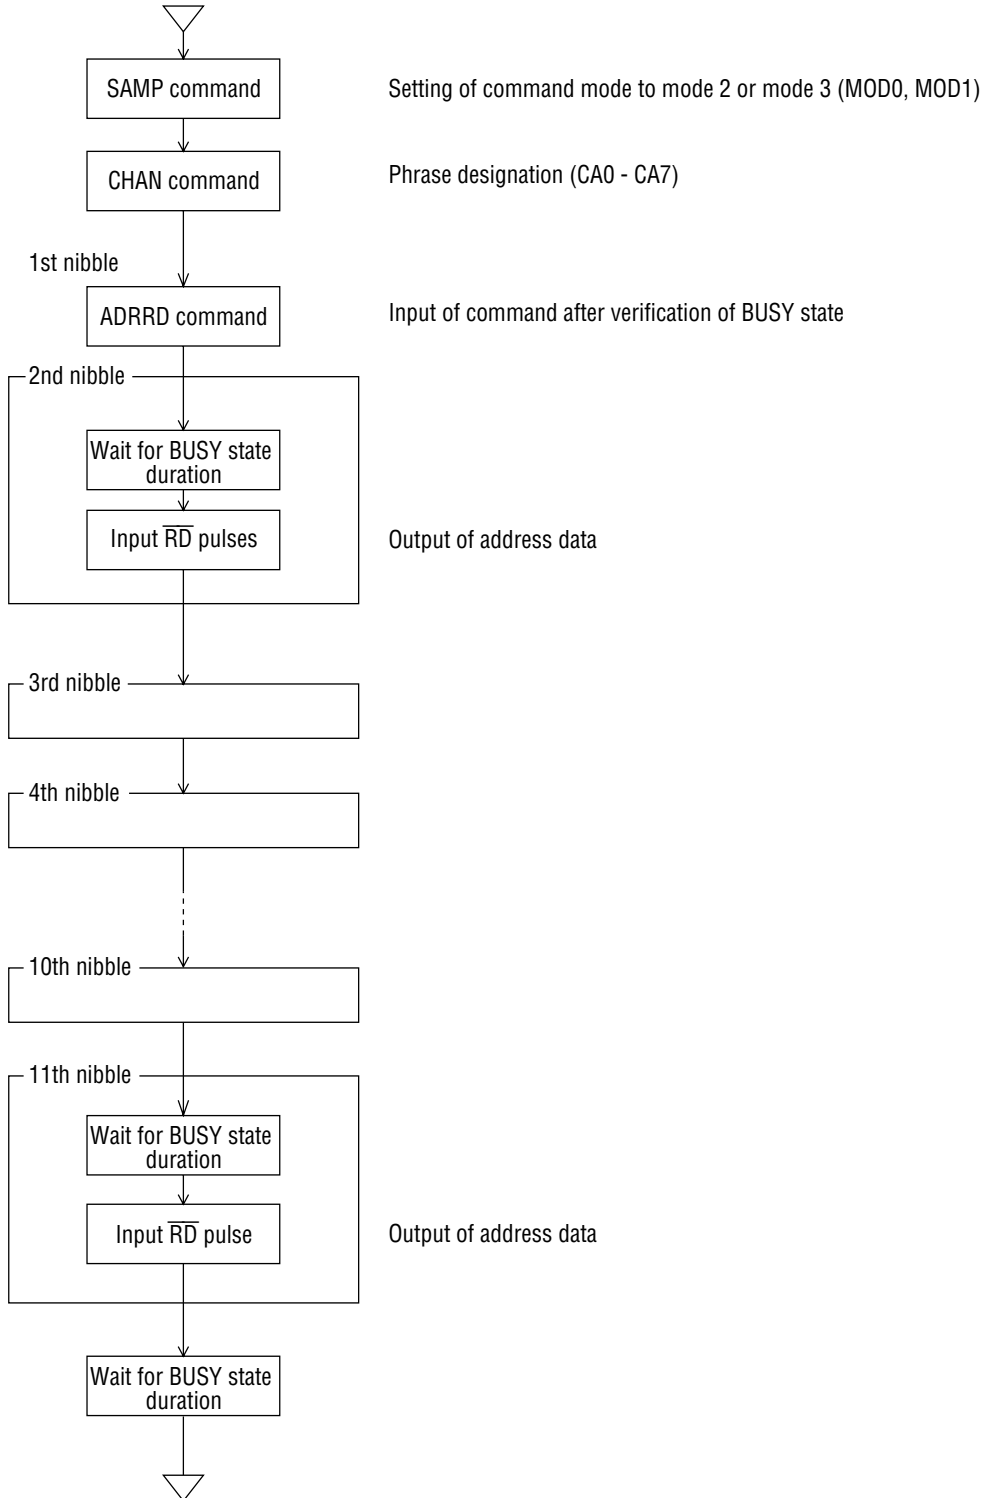 SAMP command
Setting of command mode to mode 2 or mode 3 (MOD0, MOD1)
CHAN command
Phrase designation (CA0 - CA7)
1st nibble
ADRRD command
Input of command after verification of BUSY state
2nd nibble
Wait for BUSY state
duration
Input R̅D̅ pulses
Output of address data
3rd nibble
4th nibble
10th nibble
11th nibble
Wait for BUSY state
duration
Input R̅D̅ pulse
Output of address data
Wait for BUSY state
duration